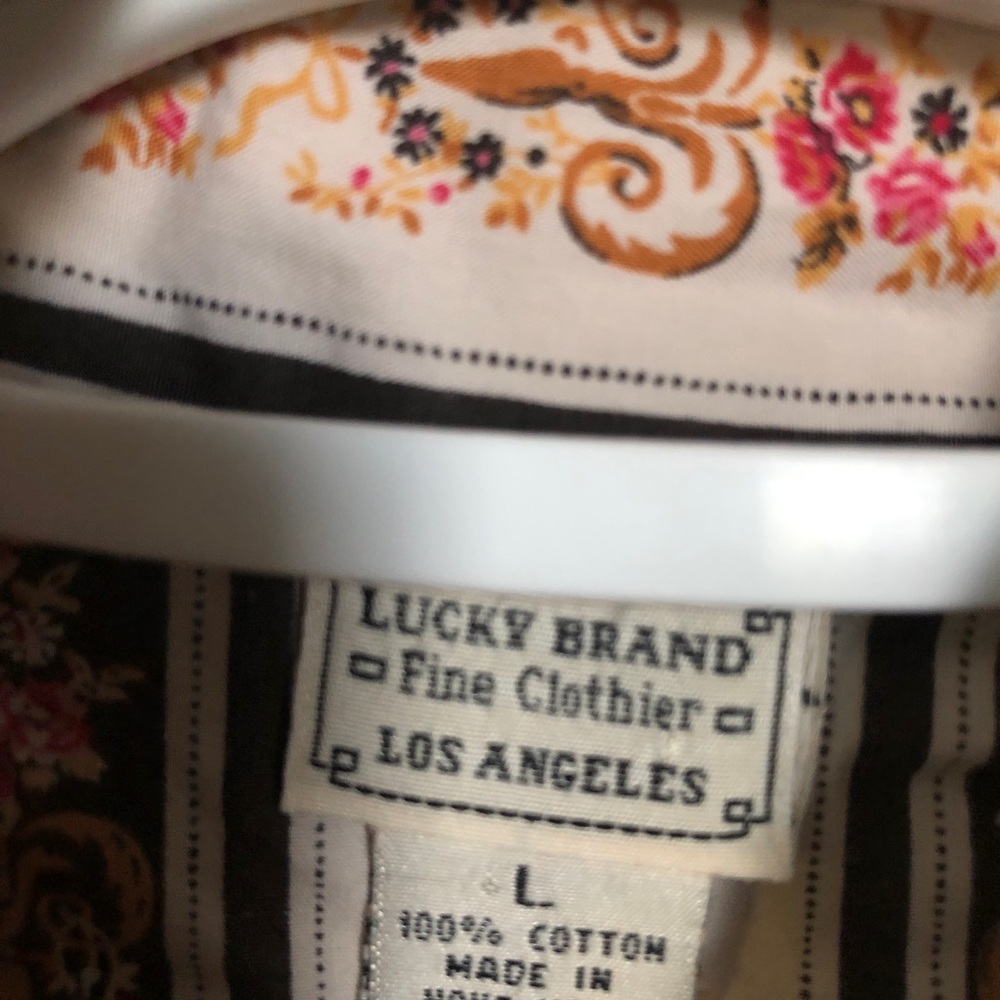 LUCKY BRAND
Fine Clothier
LOS ANGELES
L
100% COTTON
MADE IN